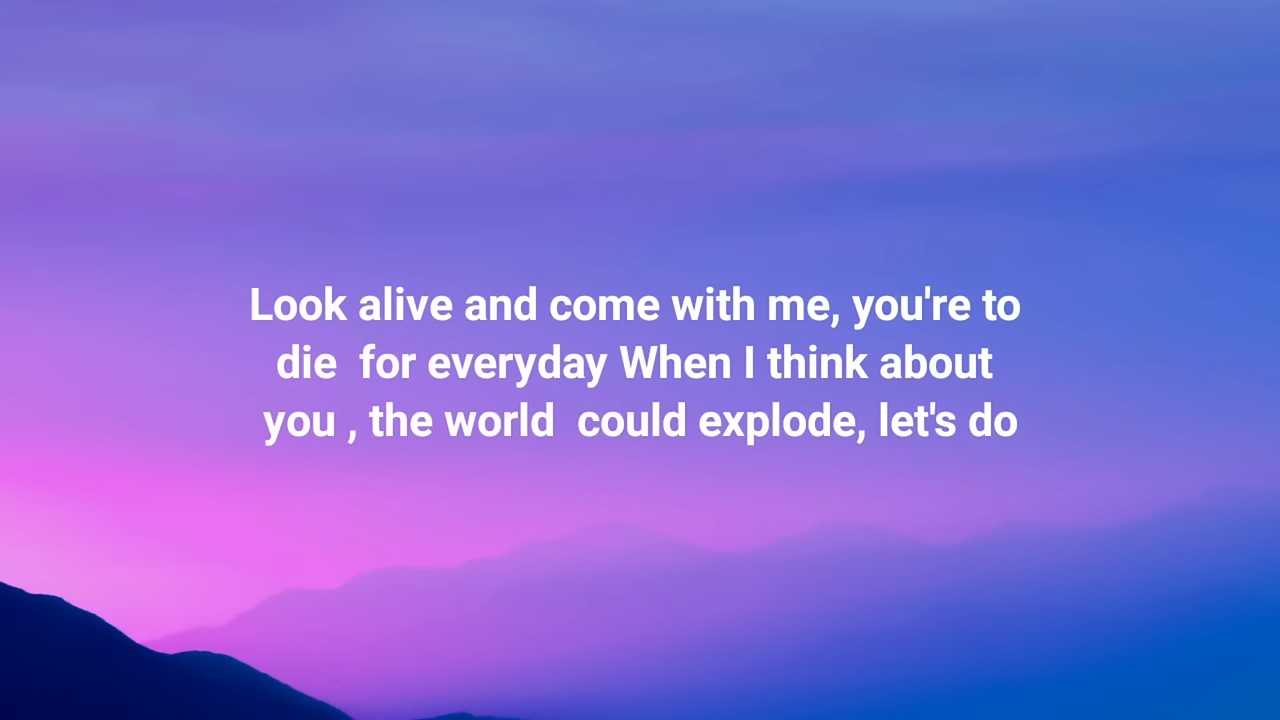 Look alive and come with me, you're to
die  for everyday When I think about
you , the world  could explode, let's do